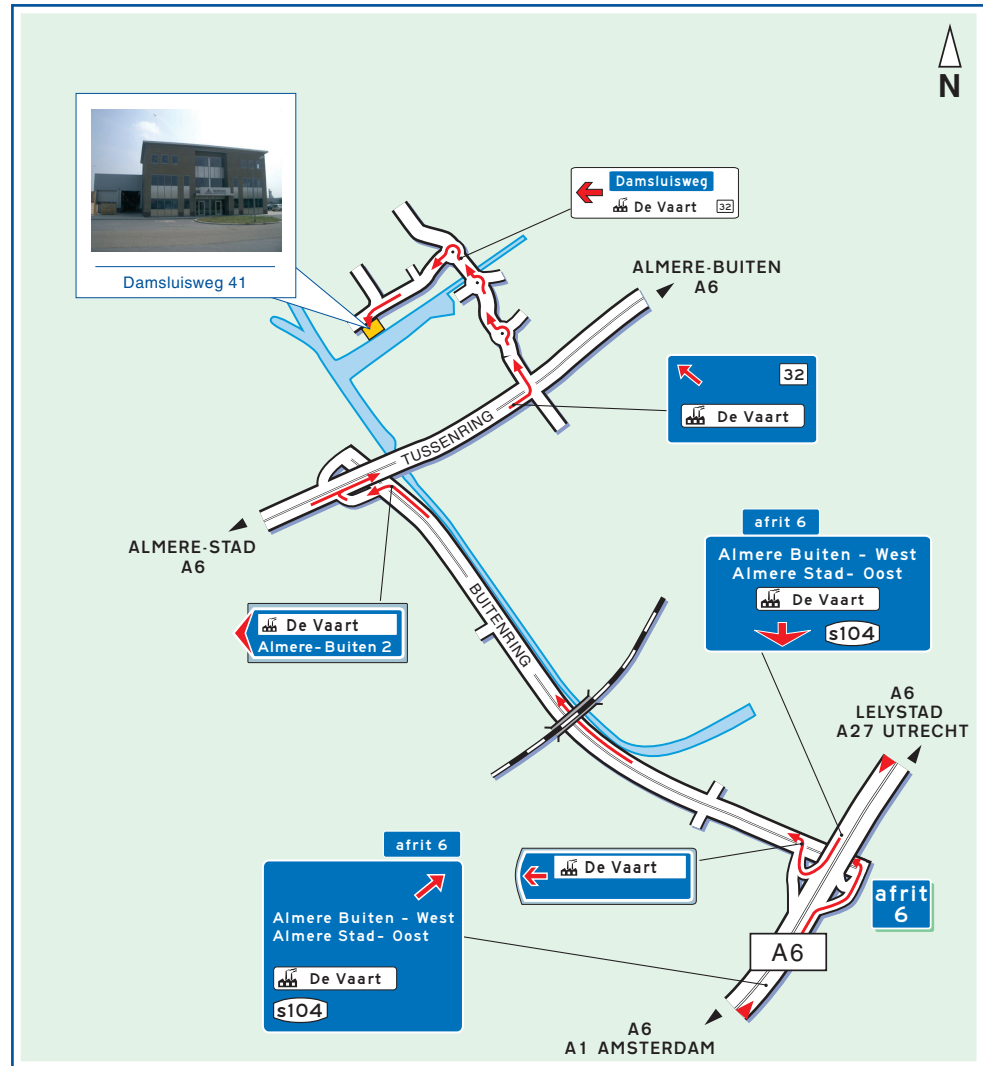 N
Damsluisweg 41
Damsluisweg
De Vaart 32
ALMERE-BUITEN
A6
32
De Vaart
TUSSENRING
ALMERE-STAD
A6
afrit 6
Almere Buiten - West
Almere Stad- Oost
De Vaart
s104
BUITENRING
De Vaart
Almere-Buiten 2
A6
LELYSTAD
A27 UTRECHT
afrit 6
Almere Buiten - West
Almere Stad- Oost
De Vaart
s104
De Vaart
afrit
6
A6
A6
A1 AMSTERDAM